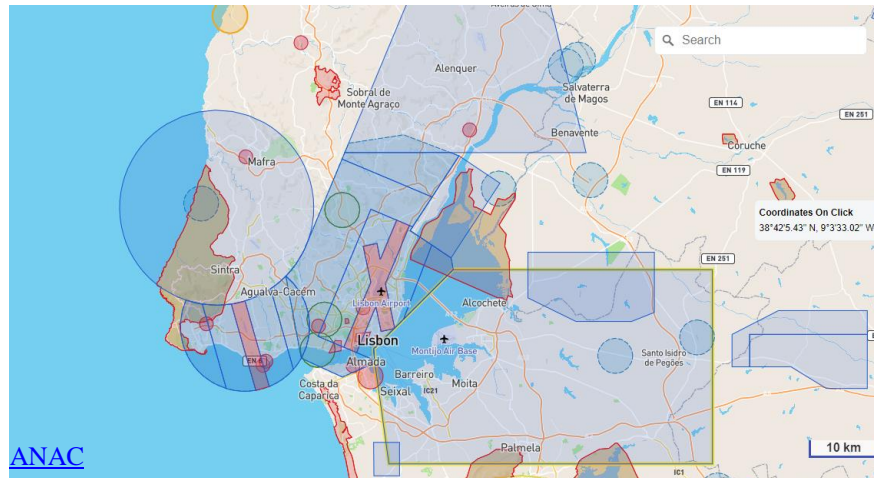 Search
Alenquer
Sobral de
Monte Agraço
Salvaterra
de Magos
EN 114
EN 251
Benavente
Coruche
Mafra
EN 119
Coordinates On Click
38°42'5.43" N, 9°3'33.02" W
Sintra
EN 251
Agualva-Cacém
Lisbon Airport
Alcochete
Lisbon
Montijo Air Base
Santo Isidro
de Pegões
EN 6
Almada
Barreiro
Moita
Costa da
Caparica
Seixal
IC21
Palmela
10 km
IC1
ANAC